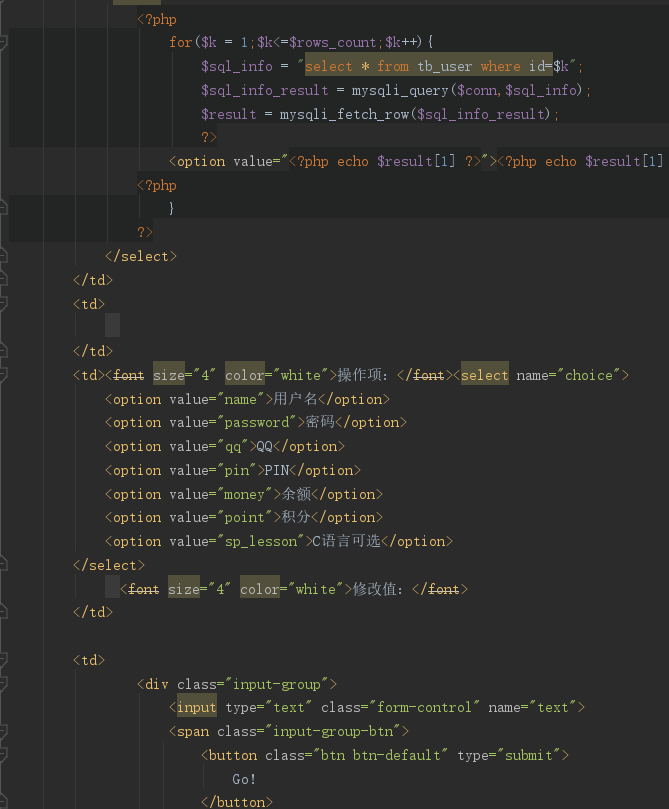 <?php
for($k = 1;$k<=$rows_count;$k++){
$sql_info = "select * from tb_user where id=$k";
$sql_info_result = mysqli_query($conn,$sql_info);
$result = mysqli_fetch_row($sql_info_result);
?>
<option value="<?php echo $result[1] ?>"><?php echo $result[1]
<?php
}
?>
</select>
</td>
<td>
</td>
<td><font size="4" color="white">操作项：</font><select name="choice">
<option value="name">用户名</option>
<option value="password">密码</option>
<option value="qq">QQ</option>
<option value="pin">PIN</option>
<option value="money">余额</option>
<option value="point">积分</option>
<option value="sp_lesson">C语言可选</option>
</select>
<font size="4" color="white">修改值：</font>
</td>
<td>
<div class="input-group">
<input type="text" class="form-control" name="text">
<span class="input-group-btn">
<button class="btn btn-default" type="submit">
Go!
</button>